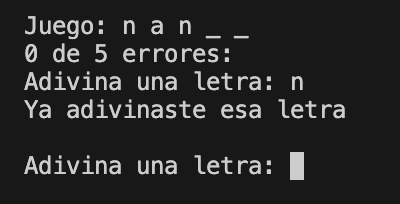 Juego: n a n _ _
0 de 5 errores:
Adivina una letra: n
Ya adivinaste esa letra
Adivina una letra: